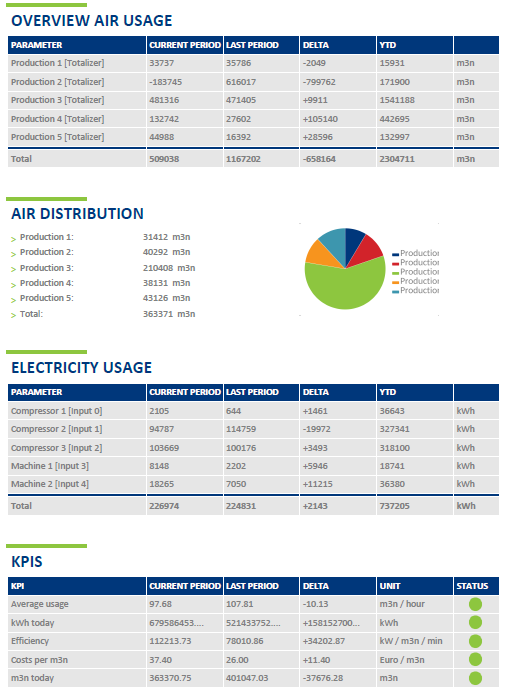 OVERVIEW AIR USAGE
PARAMETER CURRENT PERIOD LAST PERIOD DELTA YTD
Production 1 [Totalizer] 33737 35786 -2049 15931 m3n
Production 2 [Totalizer] -183745 616017 -799762 171900 m3n
Production 3 [Totalizer] 481316 471405 +9911 1541188 m3n
Production 4 [Totalizer] 132742 27602 +105140 442695 m3n
Production 5 [Totalizer] 44988 16392 +28596 132997 m3n
Total 509038 1167202 -658164 2304711 m3n
AIR DISTRIBUTION
> Production 1: 31412 m3n
> Production 2: 40292 m3n
> Production 3: 210408 m3n
> Production 4: 38131 m3n
> Production 5: 43126 m3n
> Total: 363371 m3n
Production
Production
Production
Production
Production
ELECTRICITY USAGE
PARAMETER CURRENT PERIOD LAST PERIOD DELTA YTD
Compressor 1 [Input 0] 2105 644 +1461 36643 kWh
Compressor 2 [Input 1] 94787 114759 -19972 327341 kWh
Compressor 3 [Input 2] 103669 100176 +3493 318100 kWh
Machine 1 [Input 3] 8148 2202 +5946 18741 kWh
Machine 2 [Input 4] 18265 7050 +11215 36380 kWh
Total 226974 224831 +2143 737205 kWh
KPIS
KPI CURRENT PERIOD LAST PERIOD DELTA UNIT STATUS
Average usage 97.68 107.81 -10.13 m3n / hour
kWh today 679586453.... 521433752.... +158152700... kWh
Efficiency 112213.73 78010.86 +34202.87 kW / m3n / min
Costs per m3n 37.40 26.00 +11.40 Euro / m3n
m3n today 363370.75 401047.03 -37676.28 m3n